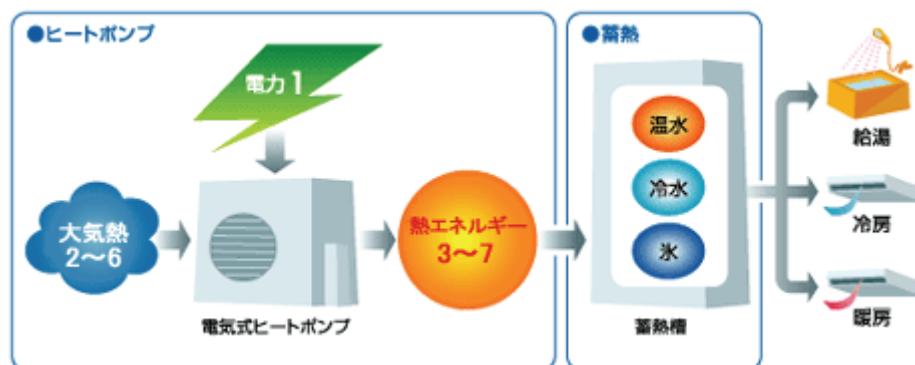 ●ヒートポンプ
電力1
大気熱
2～6
電気式ヒートポンプ
熱エネルギー
3～7
●蓄熱
温水
冷水
氷
蓄熱槽
給湯
冷房
暖房